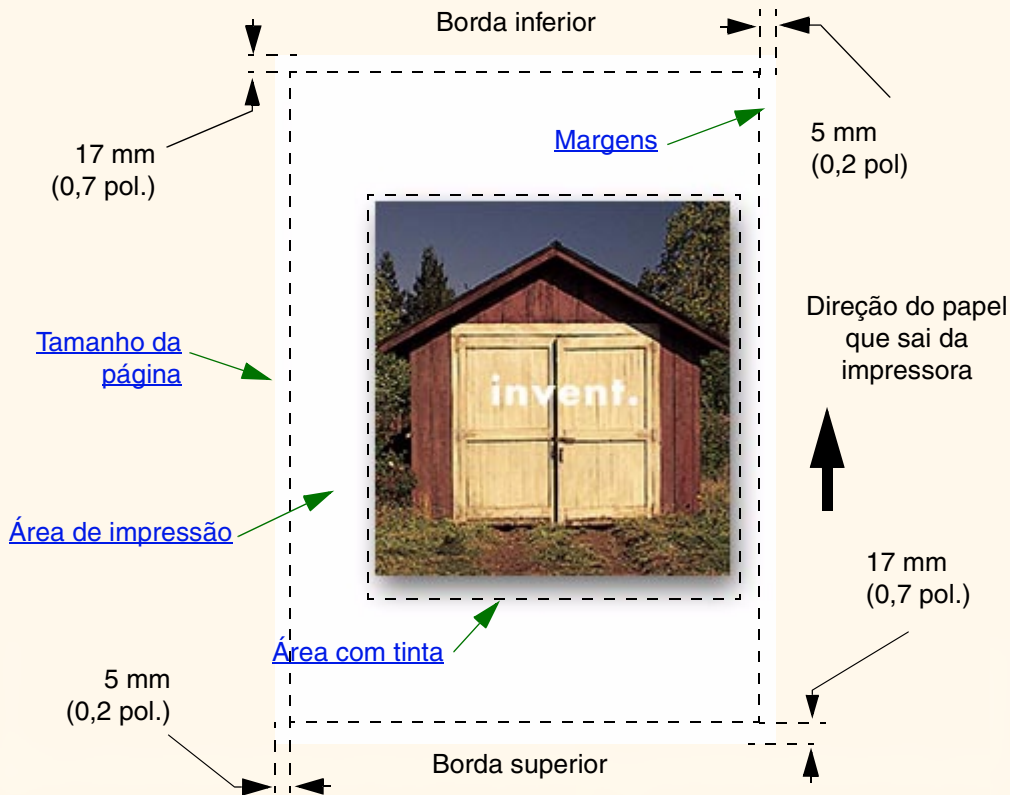 Borda inferior
17 mm
(0,7 pol.)
Margens
5 mm
(0,2 pol)
Tamanho da
página
invent.
Direção do papel
que sai da
impressora
Área de impressão
17 mm
(0,7 pol.)
Área com tinta
5 mm
(0,2 pol.)
Borda superior